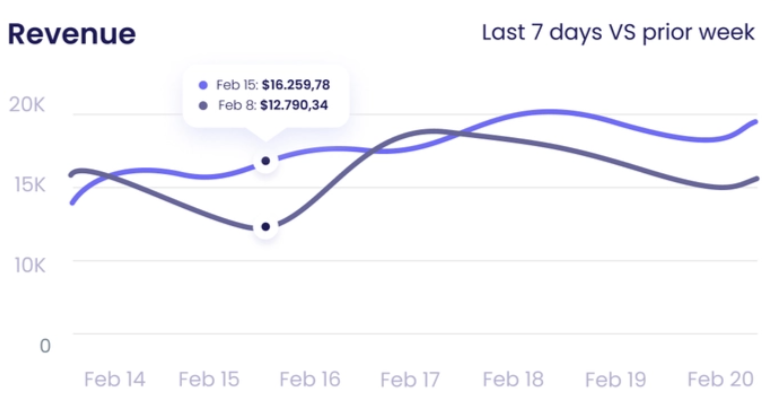 Revenue
Last 7 days VS prior week
Feb 15: $16.259,78
Feb 8: $12.790,34
20K
15K
10K
0
Feb 14 Feb 15 Feb 16 Feb 17 Feb 18 Feb 19 Feb 20